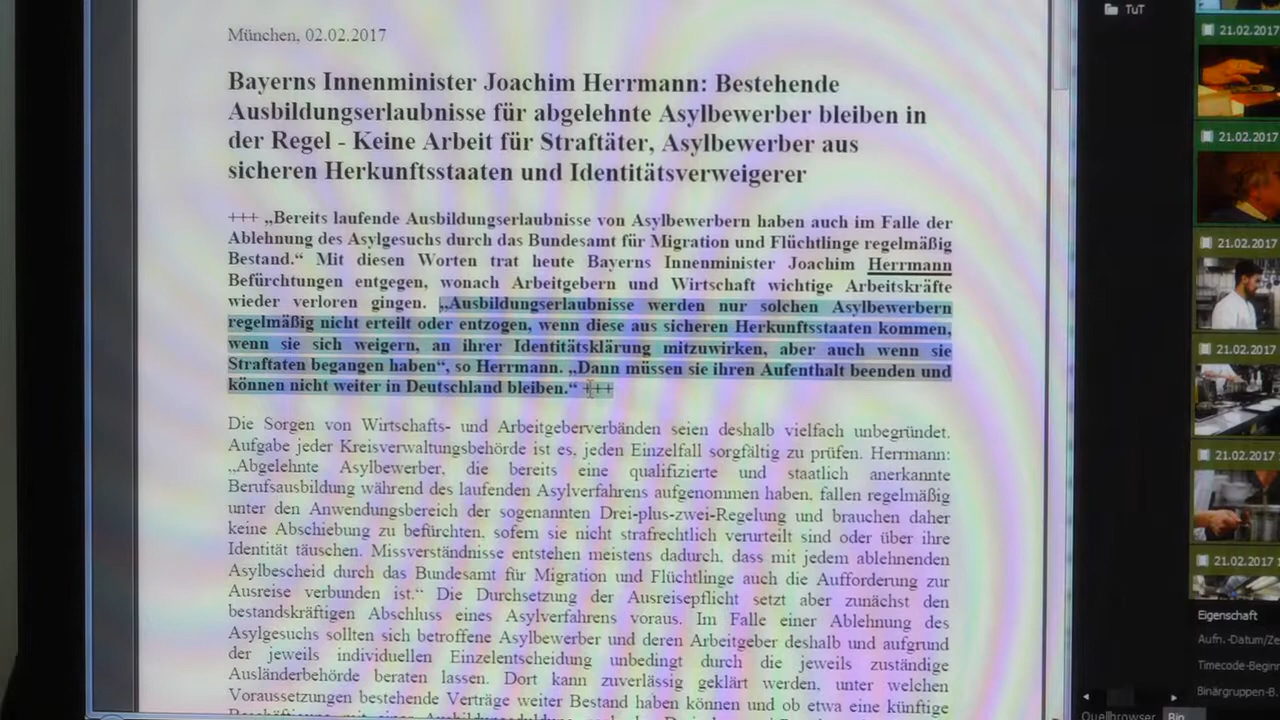 München, 02.02.2017
Bayerns Innenminister Joachim Herrmann: Bestehende
Ausbildungserlaubnisse für abgelehnte Asylbewerber bleiben in
der Regel - Keine Arbeit für Straftäter, Asylbewerber aus
sicheren Herkunftsstaaten und Identitätsverweigerer
+++ „Bereits laufende Ausbildungserlaubnisse von Asylbewerbern haben auch im Falle der
Ablehnung des Asylgesuchs durch das Bundesamt für Migration und Flüchtlinge regelmäßig
Bestand.“ Mit diesen Worten trat heute Bayerns Innenminister Joachim Herrmann
Befürchtungen entgegen, wonach Arbeitgebern und Wirtschaft wichtige Arbeitskräfte
wieder verloren gingen. „Ausbildungserlaubnisse werden nur solchen Asylbewerbern
regelmäßig nicht erteilt oder entzogen, wenn diese aus sicheren Herkunftsstaaten kommen,
wenn sie sich weigern, an ihrer Identitätsklärung mitzuwirken, aber auch wenn sie
Straftaten begangen haben“, so Herrmann. „Dann müssen sie ihren Aufenthalt beenden und
können nicht weiter in Deutschland bleiben.“ +++
Die Sorgen von Wirtschafts- und Arbeitgeberverbänden seien deshalb vielfach unbegründet.
Aufgabe jeder Kreisverwaltungsbehörde ist es, jeden Einzelfall sorgfältig zu prüfen. Herrmann:
„Abgelehnte Asylbewerber, die bereits eine qualifizierte und staatlich anerkannte
Berufsausbildung während des laufenden Asylverfahrens aufgenommen haben, fallen regelmäßig
unter den Anwendungsbereich der sogenannten Drei-plus-zwei-Regelung und brauchen daher
keine Abschiebung zu befürchten, sofern sie nicht strafrechtlich verurteilt sind oder über ihre
Identität täuschen. Missverständnisse entstehen meistens dadurch, dass mit jedem ablehnenden
Asylbescheid durch das Bundesamt für Migration und Flüchtlinge auch die Aufforderung zur
Ausreise verbunden ist.“ Die Durchsetzung der Ausreisepflicht setzt aber zunächst den
bestandskräftigen Abschluss eines Asylverfahrens voraus. Im Falle einer Ablehnung des
Asylgesuchs sollten sich betroffene Asylbewerber und deren Arbeitgeber deshalb und aufgrund
der jeweils individuellen Einzelentscheidung unbedingt durch die jeweils zuständige
Ausländerbehörde beraten lassen. Dort kann zuverlässig geklärt werden, unter welchen
Voraussetzungen bestehende Verträge weiter Bestand haben können und ob etwa eine künftige
TuT
21.02.2017
21.02.2017
21.02.2017
21.02.2017
21.02.2017
21.02.2017
Eigenschaft
Aufn.-Datum/Ze
Timecode-Beginn
Binärgruppen-B.
Quellbrowser
Bin